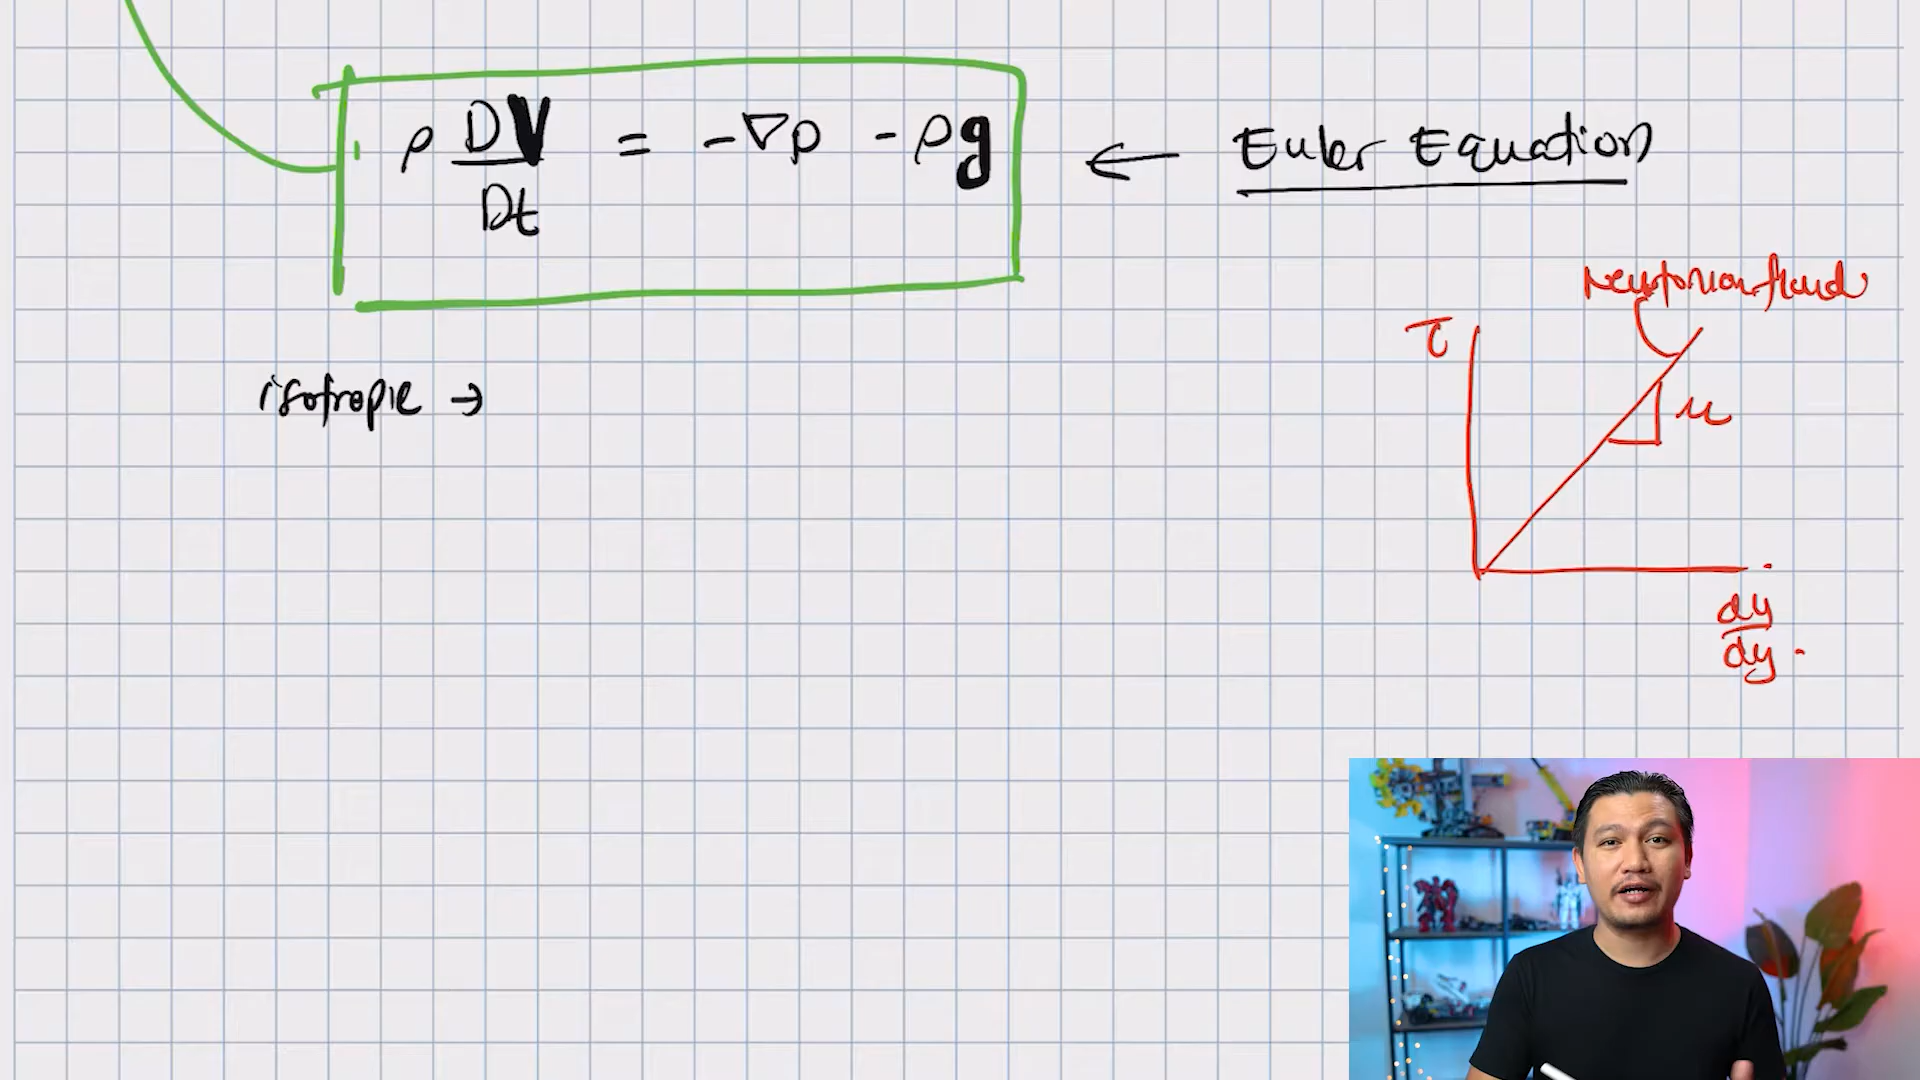 ρ DV/Dt = -∇p -ρg ← Euler Equation
Newtonian fluid
τ
isotropic →
μ
du/dy